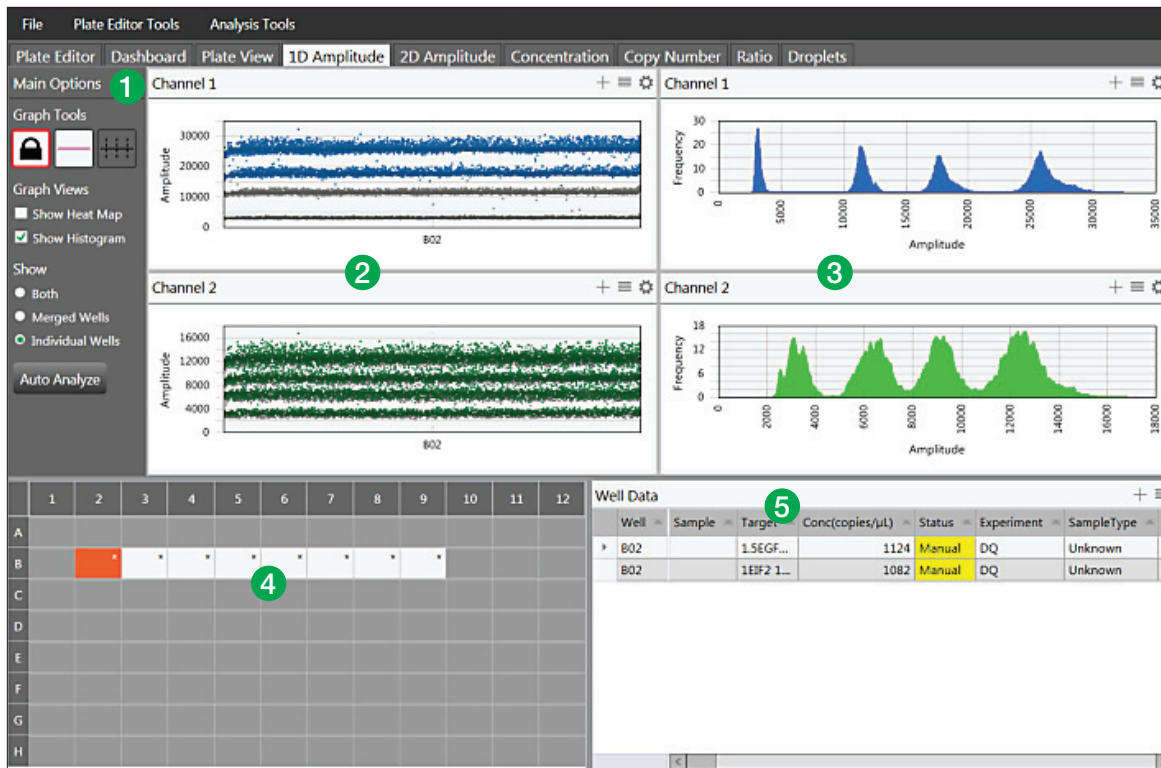 File Plate Editor Tools Analysis Tools
Plate Editor Dashboard Plate View 1D Amplitude 2D Amplitude Concentration Copy Number Ratio Droplets
Main Options
1
Graph Tools
Graph Views
Show Heat Map
Show Histogram
Show
Both
Merged Wells
Individual Wells
Auto Analyze
Channel 1
Amplitude
30000
20000
10000
0
B02
2
Channel 2
Amplitude
16000
12000
8000
4000
0
B02
Channel 1
Frequency
30
20
10
0
0 5000 10000 15000 20000 25000 30000 35000
Amplitude
3
Channel 2
Frequency
18
12
6
0
0 2000 4000 6000 8000 10000 12000 14000 16000 18000
Amplitude
1 2 3 4 5 6 7 8 9 10 11 12
A
B * * * * * * * *
4
C
D
E
F
G
H
Well Data
5
Well Sample Target Conc(copies/μL) Status Experiment SampleType
B02 1.5EGF... 1124 Manual DQ Unknown
B02 1EIF2 1... 1082 Manual DQ Unknown